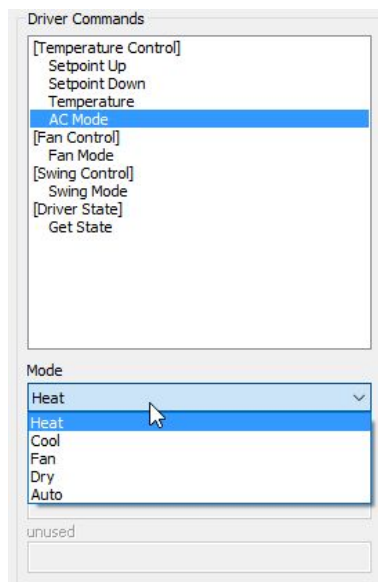 Driver Commands
[Temperature Control]
Setpoint Up
Setpoint Down
Temperature
AC Mode
[Fan Control]
Fan Mode
[Swing Control]
Swing Mode
[Driver State]
Get State
Mode
Heat
Heat
Cool
Fan
Dry
Auto
unused